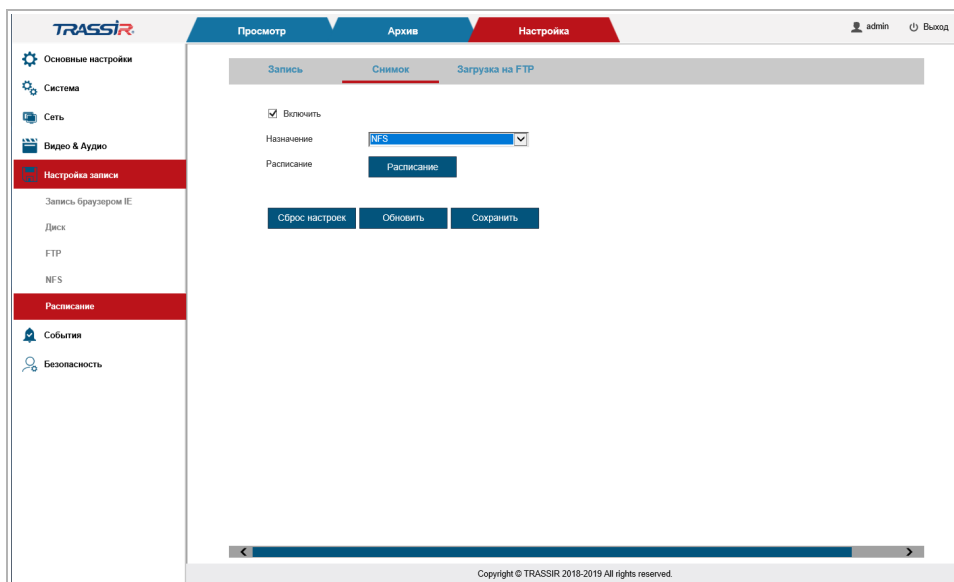 TRASSIR
Просмотр
Архив
Настройка
admin
Выход
Основные настройки
Система
Сеть
Видео & Аудио
Настройка записи
Запись браузером IE
Диск
FTP
NFS
Расписание
События
Безопасность
Запись
Снимок
Загрузка на FTP
Включить
Назначение
NFS
Расписание
Расписание
Сброс настроек
Обновить
Сохранить
Copyright © TRASSIR 2018-2019 All rights reserved.